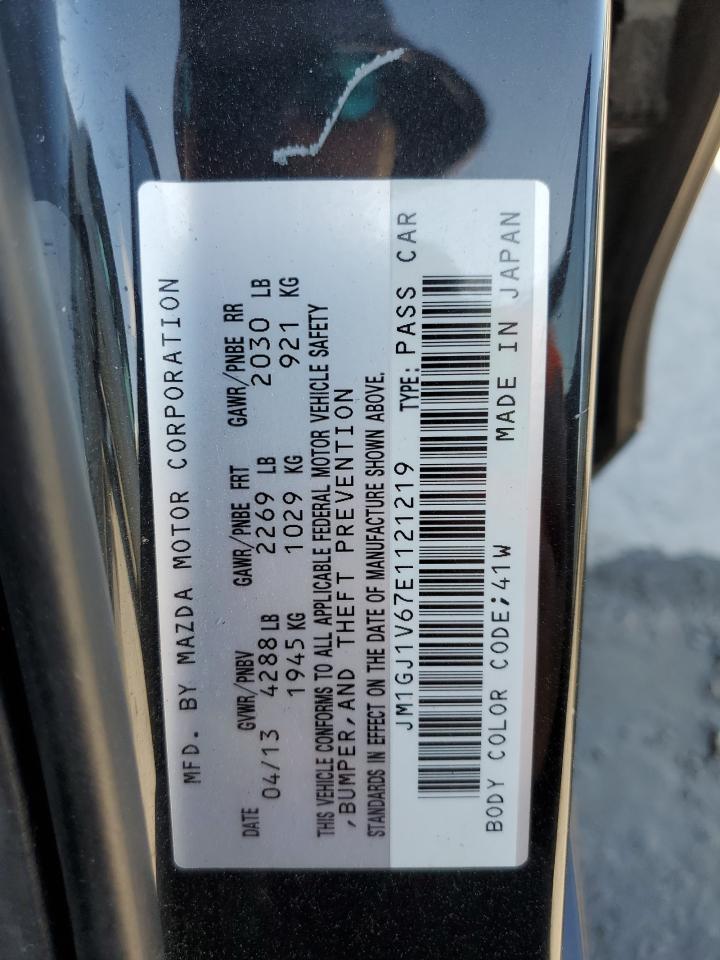 MFD. BY MAZDA MOTOR CORPORATION
DATE GVWR/PNBV GAWR/PNBE FRT GAWR/PNBE RR
04/13 4288 LB 2269 LB 2030 LB
1945 KG 1029 KG 921 KG
THIS VEHICLE CONFORMS TO ALL APPLICABLE FEDERAL MOTOR VEHICLE SAFETY
,BUMPER,AND THEFT PREVENTION
STANDARDS IN EFFECT ON THE DATE OF MANUFACTURE SHOWN ABOVE.
JM1GJ1V67E1121219 TYPE: PASS CAR
BODY COLOR CODE;41W MADE IN JAPAN